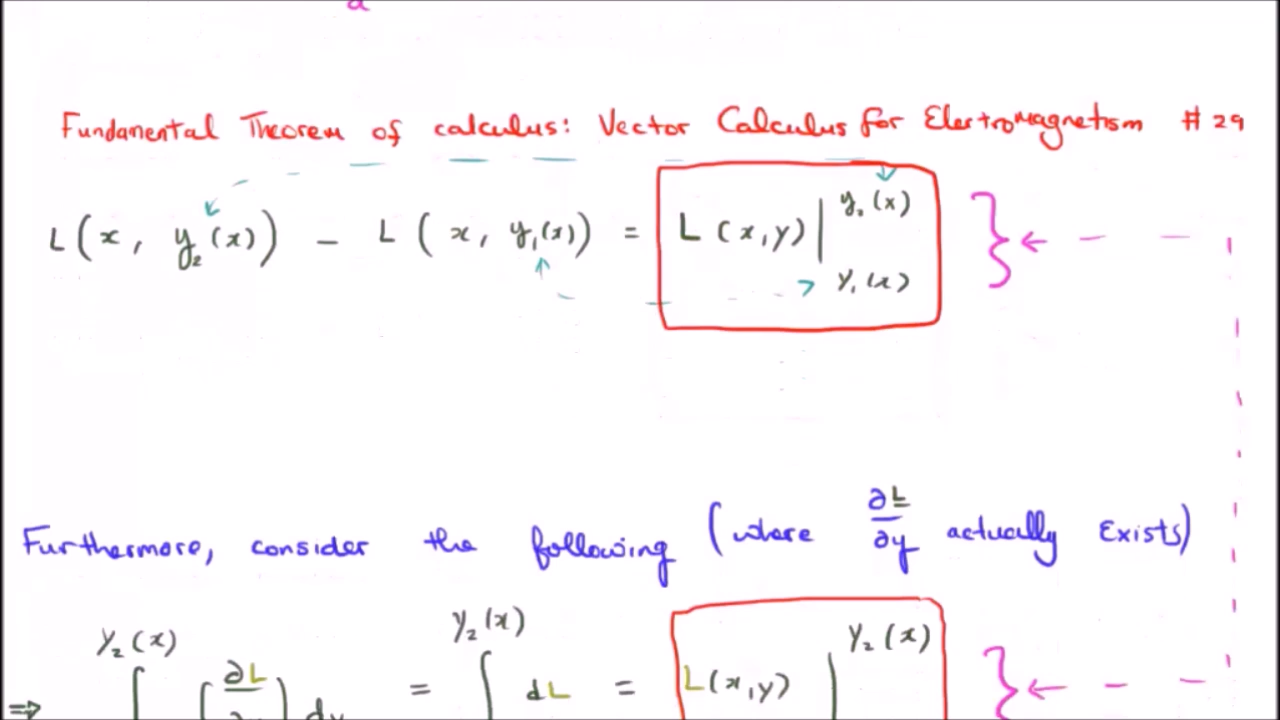 Fundamental Theorem of calculus: Vector Calculus for Electromagnetism #29
L(x, y₂(x)) – L(x, y₁(x)) = L(x,y)| y₂(x) y₁(x)
Furthermore, consider the following (where ∂L/∂y actually Exists)
⇒ ∫ y₂(x) (∂L/ dy = ∫ y₂(x) dL = L(x,y)| y₂(x)